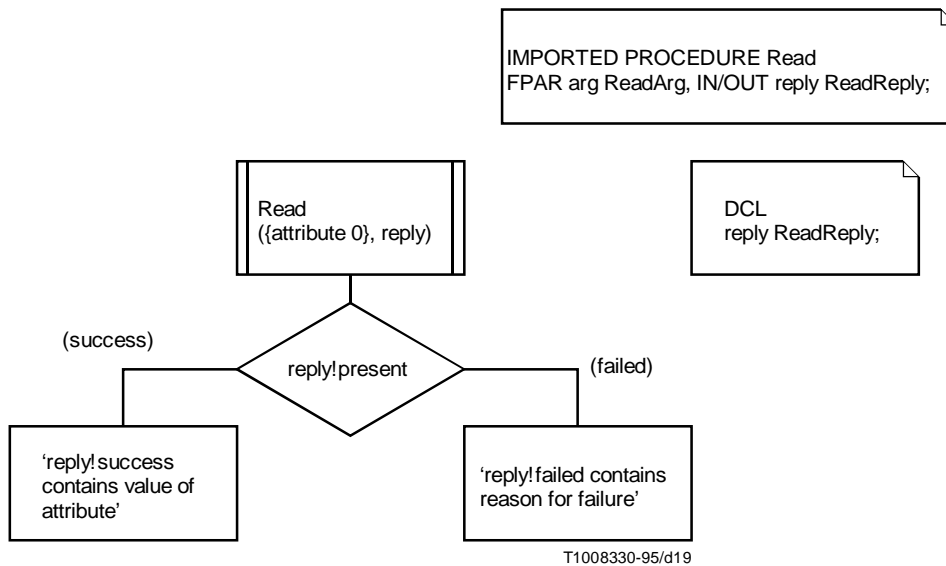 IMPORTED PROCEDURE Read
FPAR arg ReadArg, IN/OUT reply ReadReply;
Read
({attribute 0}, reply)
DCL
reply ReadReply;
(success)
reply!present
(failed)
‘reply!success
contains value of
attribute’
‘reply!failed contains
reason for failure’
T1008330-95/d19